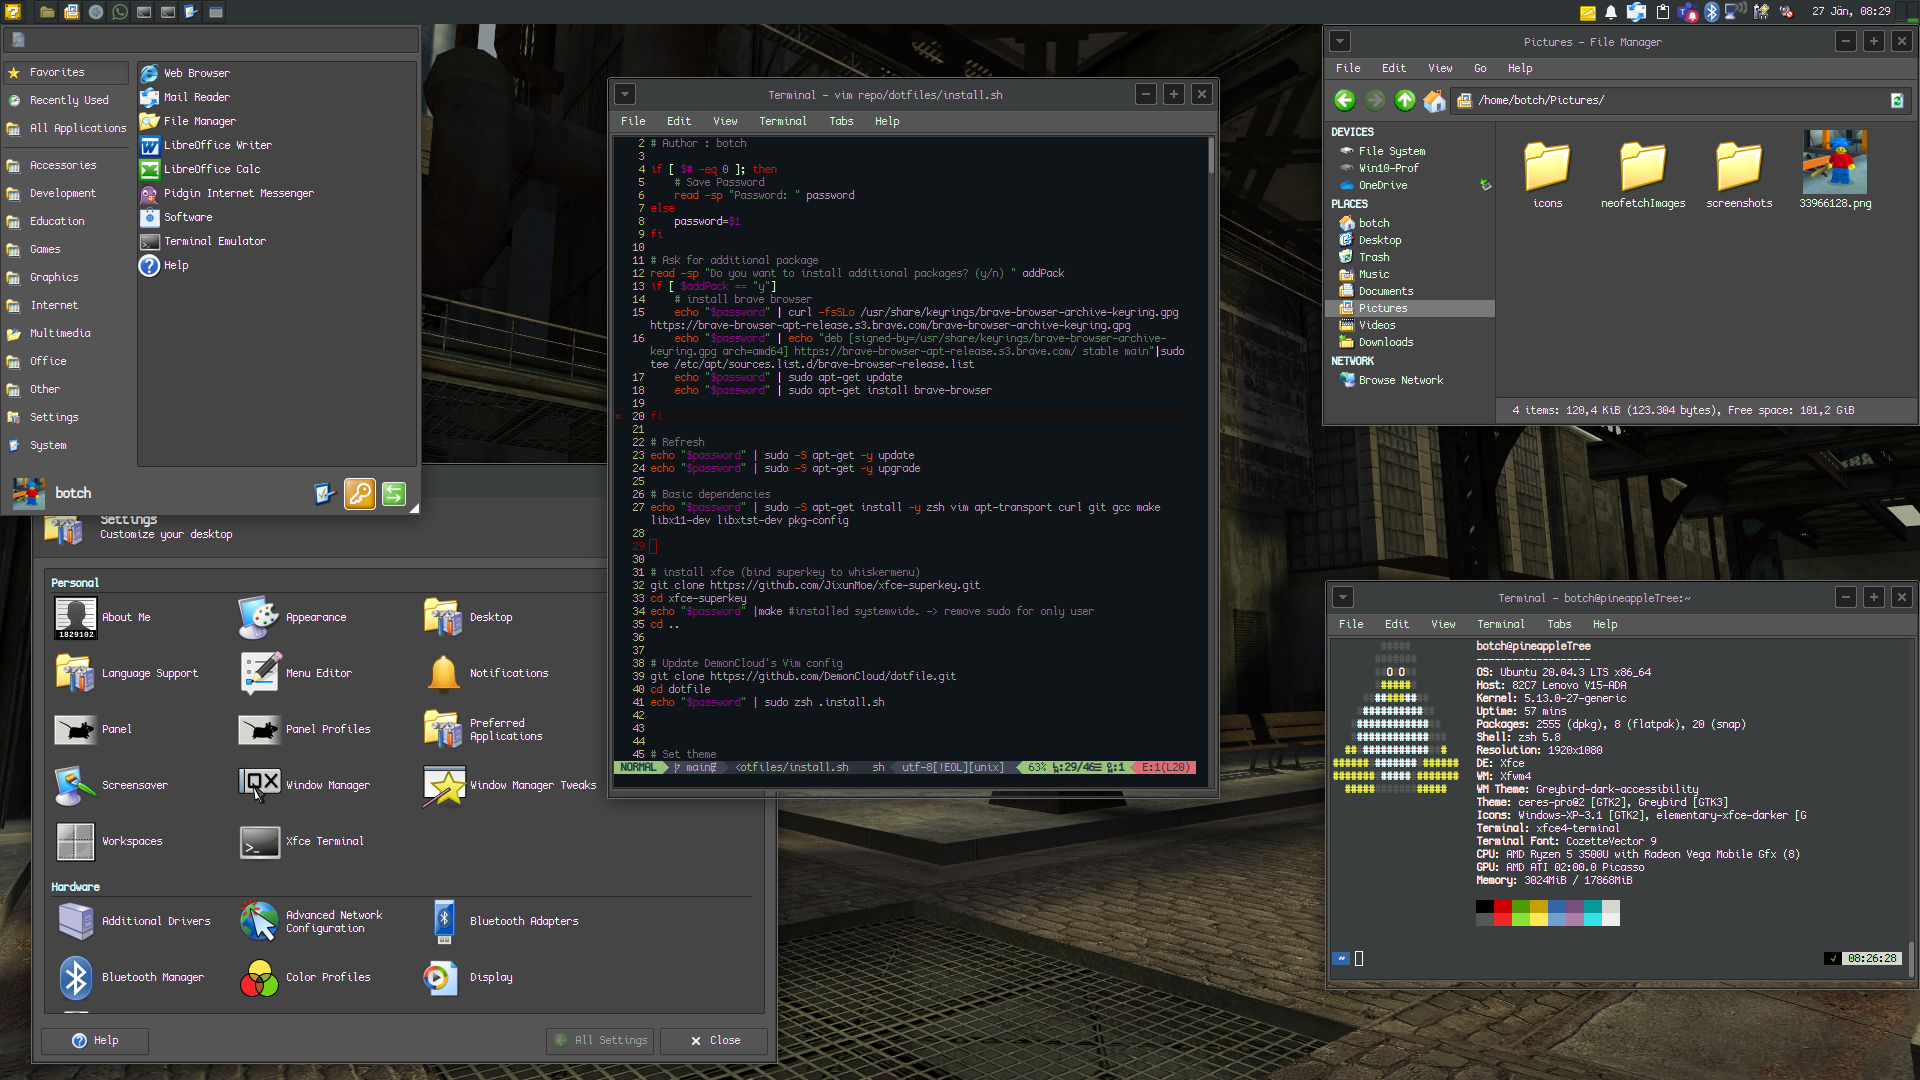 27 Jän, 08:29
Favorites
Recently Used
All Applications
Accessories
Development
Education
Games
Graphics
Internet
Multimedia
Office
Other
Settings
System
Web Browser
Mail Reader
File Manager
LibreOffice Writer
LibreOffice Calc
Pidgin Internet Messenger
Software
Terminal Emulator
Help
botch
Settings
Customize your desktop
Personal
About Me
Appearance
Desktop
Language Support
Menu Editor
Notifications
Panel
Panel Profiles
Preferred
Applications
Screensaver
Window Manager
Window Manager Tweaks
Workspaces
Xfce Terminal
Hardware
Additional Drivers
Advanced Network
Configuration
Bluetooth Adapters
Bluetooth Manager
Color Profiles
Display
Help
All Settings
Close
Terminal - vim repo/dotfiles/install.sh
File Edit View Terminal Tabs Help
2 # Author : botch
3
4 if [ $# -eq 0 ]; then
5 # Save Password
6 read -sp "Password: " password
7 else
8 password=$1
9 fi
10
11 # Ask for additional package
12 read -sp "Do you want to install additional packages? (y/n) " addPack
13 if [ $addPack == "y"]
14 # install brave browser
15 echo "$password" | curl -fsSLo /usr/share/keyrings/brave-browser-archive-keyring.gpg
https://brave-browser-apt-release.s3.brave.com/brave-browser-archive-keyring.gpg
16 echo "$password" | echo "deb [signed-by=/usr/share/keyrings/brave-browser-archive-
keyring.gpg arch=amd64] https://brave-browser-apt-release.s3.brave.com/ stable main"|sudo
tee /etc/apt/sources.list.d/brave-browser-release.list
17 echo "$password" | sudo apt-get update
18 echo "$password" | sudo apt-get install brave-browser
19
20 fi
21
22 # Refresh
23 echo "$password" | sudo -S apt-get -y update
24 echo "$password" | sudo -S apt-get -y upgrade
25
26 # Basic dependencies
27 echo "$password" | sudo -S apt-get install -y zsh vim apt-transport curl git gcc make
libx11-dev libxtst-dev pkg-config
28
29
30
31 # install xfce (bind superkey to whiskermenu)
32 git clone https://github.com/JixunMoe/xfce-superkey.git
33 cd xfce-superkey
34 echo "$password" |make #installed systemwide. -> remove sudo for only user
35 cd ..
36
37
38 # Update DemonCloud's Vim config
39 git clone https://github.com/DemonCloud/dotfile.git
40 cd dotfile
41 echo "$password" | sudo zsh .install.sh
42
43
44
45 # Set theme
NORMAL main <otfiles/install.sh sh utf-8[!EOL][unix] 63% 29/46 :1 E:1(L20)
Pictures - File Manager
File Edit View Go Help
/home/botch/Pictures/
DEVICES
File System
Win10-Prof
OneDrive
PLACES
botch
Desktop
Trash
Music
Documents
Pictures
Videos
Downloads
NETWORK
Browse Network
icons
neofetchImages
screenshots
33966128.png
4 items: 120,4 KiB (123.304 bytes), Free space: 101,2 GiB
Terminal - botch@pineappleTree:~
File Edit View Terminal Tabs Help
botch@pineappleTree
-------------------
OS: Ubuntu 20.04.3 LTS x86_64
Host: 82C7 Lenovo V15-ADA
Kernel: 5.13.0-27-generic
Uptime: 57 mins
Packages: 2555 (dpkg), 8 (flatpak), 20 (snap)
Shell: zsh 5.8
Resolution: 1920x1080
DE: Xfce
WM: Xfwm4
WM Theme: Greybird-dark-accessibility
Theme: ceres-pro@2 [GTK2], Greybird [GTK3]
Icons: Windows-XP-3.1 [GTK2], elementary-xfce-darker [G
Terminal: xfce4-terminal
Terminal Font: CozetteVector 9
CPU: AMD Ryzen 5 3500U with Radeon Vega Mobile Gfx (8)
GPU: AMD ATI 02:00.0 Picasso
Memory: 3024MiB / 17868MiB
~
08:26:28